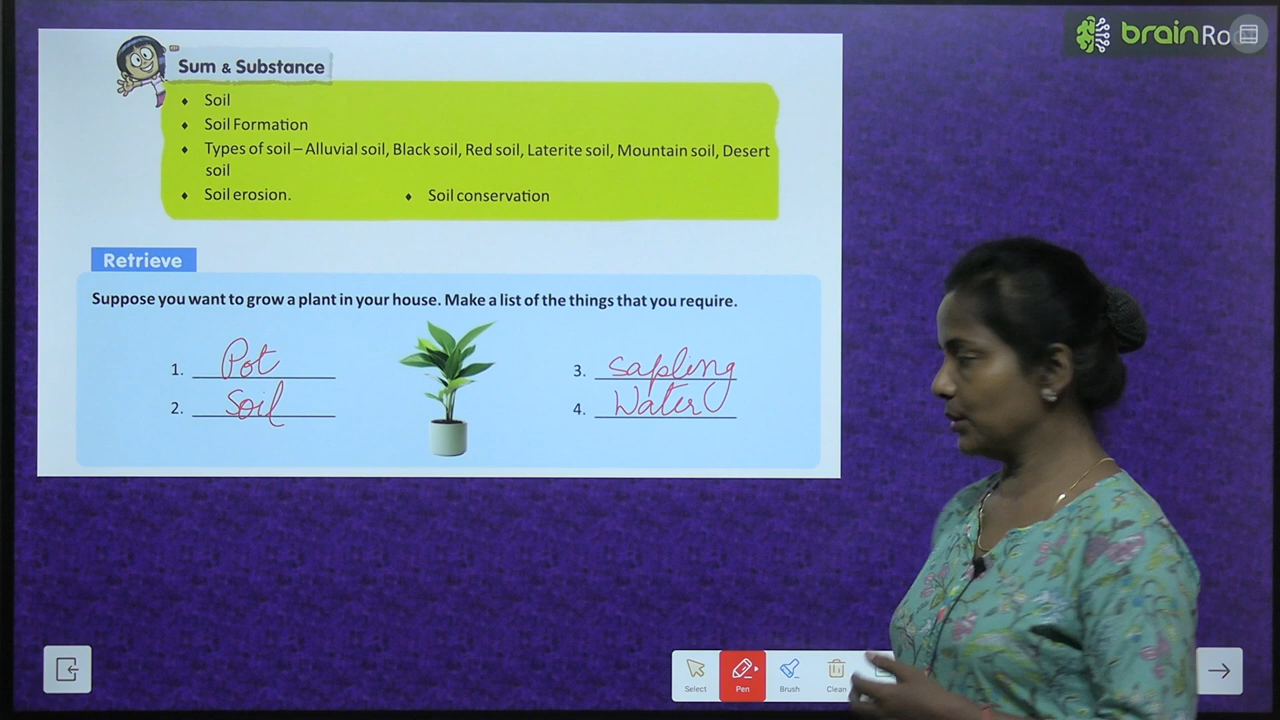 brainRo
Sum & Substance
♦ Soil
♦ Soil Formation
♦ Types of soil – Alluvial soil, Black soil, Red soil, Laterite soil, Mountain soil, Desert
soil
♦ Soil erosion. ♦ Soil conservation
Retrieve
Suppose you want to grow a plant in your house. Make a list of the things that you require.
1. Pot
3. sapling
2. Soil
4. Water
Select Pen Brush Clean